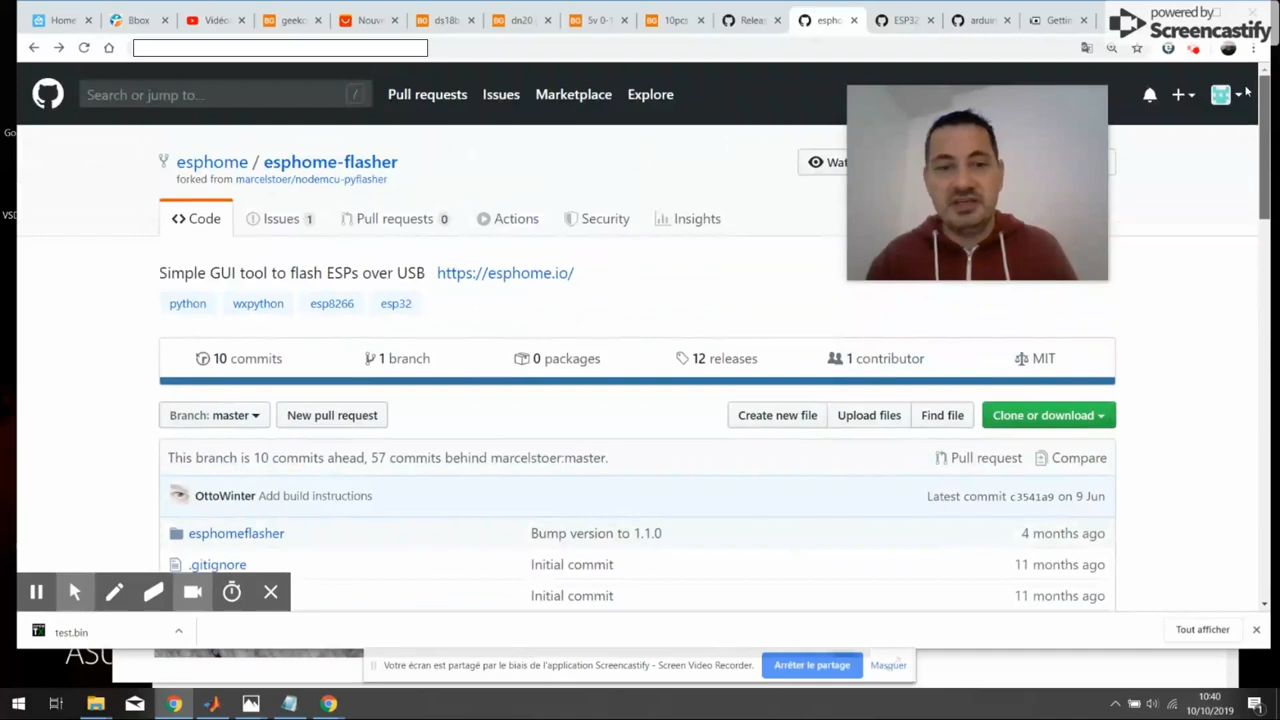 powered by
Screencastify
Home
Bbox
Vidéo
geeko
Nouv
ds18b
dn20
5v 0-1
10pcs
Relea
espho
ESP32
arduin
Gettin
Search or jump to...
/
Pull requests
Issues
Marketplace
Explore
esphome / esphome-flasher
forked from marcelstoer/nodemcu-pyflasher
Wat
Code
Issues 1
Pull requests 0
Actions
Security
Insights
Simple GUI tool to flash ESPs over USB https://esphome.io/
python
wxpython
esp8266
esp32
10 commits
1 branch
0 packages
12 releases
1 contributor
MIT
Branch: master
New pull request
Create new file
Upload files
Find file
Clone or download
This branch is 10 commits ahead, 57 commits behind marcelstoer:master.
Pull request
Compare
OttoWinter Add build instructions
Latest commit c3541a9 on 9 Jun
esphomeflasher
Bump version to 1.1.0
4 months ago
.gitignore
Initial commit
11 months ago
Initial commit
11 months ago
test.bin
Tout afficher
Votre écran est partagé par le biais de l'application Screencastify - Screen Video Recorder.
Arrêter le partage
Masquer
10:40
10/10/2019